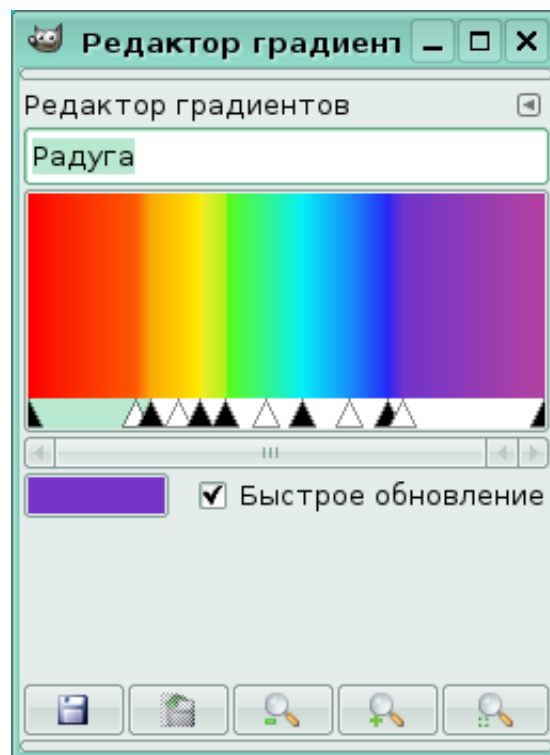 Редактор градиент
Редактор градиентов
Радуга
Быстрое обновление